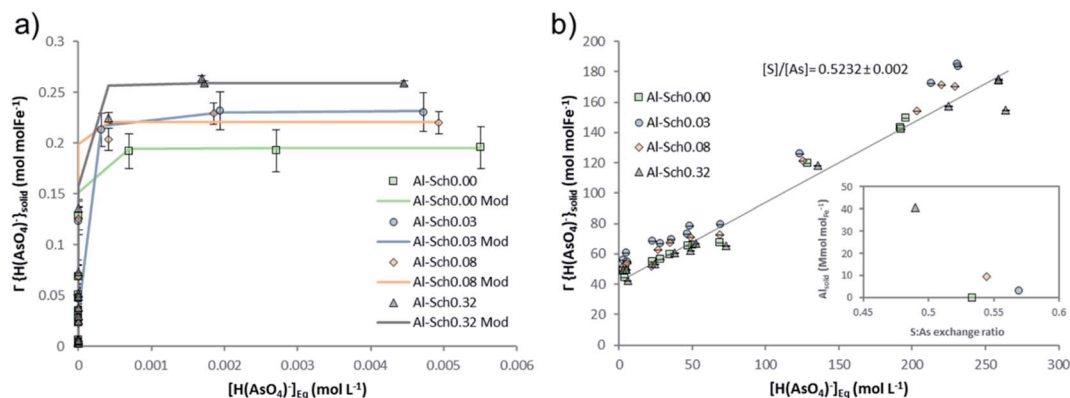 a)
Γ {H(AsO₄)⁻}solid (mol molFe⁻¹)
0.3
0.25
0.2
0.15
0.1
0.05
0
0 0.001 0.002 0.003 0.004 0.005 0.006
[H(AsO₄)⁻]Eq (mol L⁻¹)
Al-Sch0.00
Al-Sch0.00 Mod
Al-Sch0.03
Al-Sch0.03 Mod
Al-Sch0.08
Al-Sch0.08 Mod
Al-Sch0.32
Al-Sch0.32 Mod
b)
Γ {H(AsO₄)⁻}solid (mol molFe⁻¹)
200
180
160
140
120
100
80
60
40
20
0
0 50 100 150 200 250 300
[H(AsO₄)⁻]Eq (mol L⁻¹)
[S]/[As]= 0.5232 ± 0.002
Al-Sch0.00
Al-Sch0.03
Al-Sch0.08
Al-Sch0.32
Alsolid (Mmol molFe⁻¹)
50
40
30
20
10
0
0.45 0.5 0.55 0.6
S:As exchange ratio